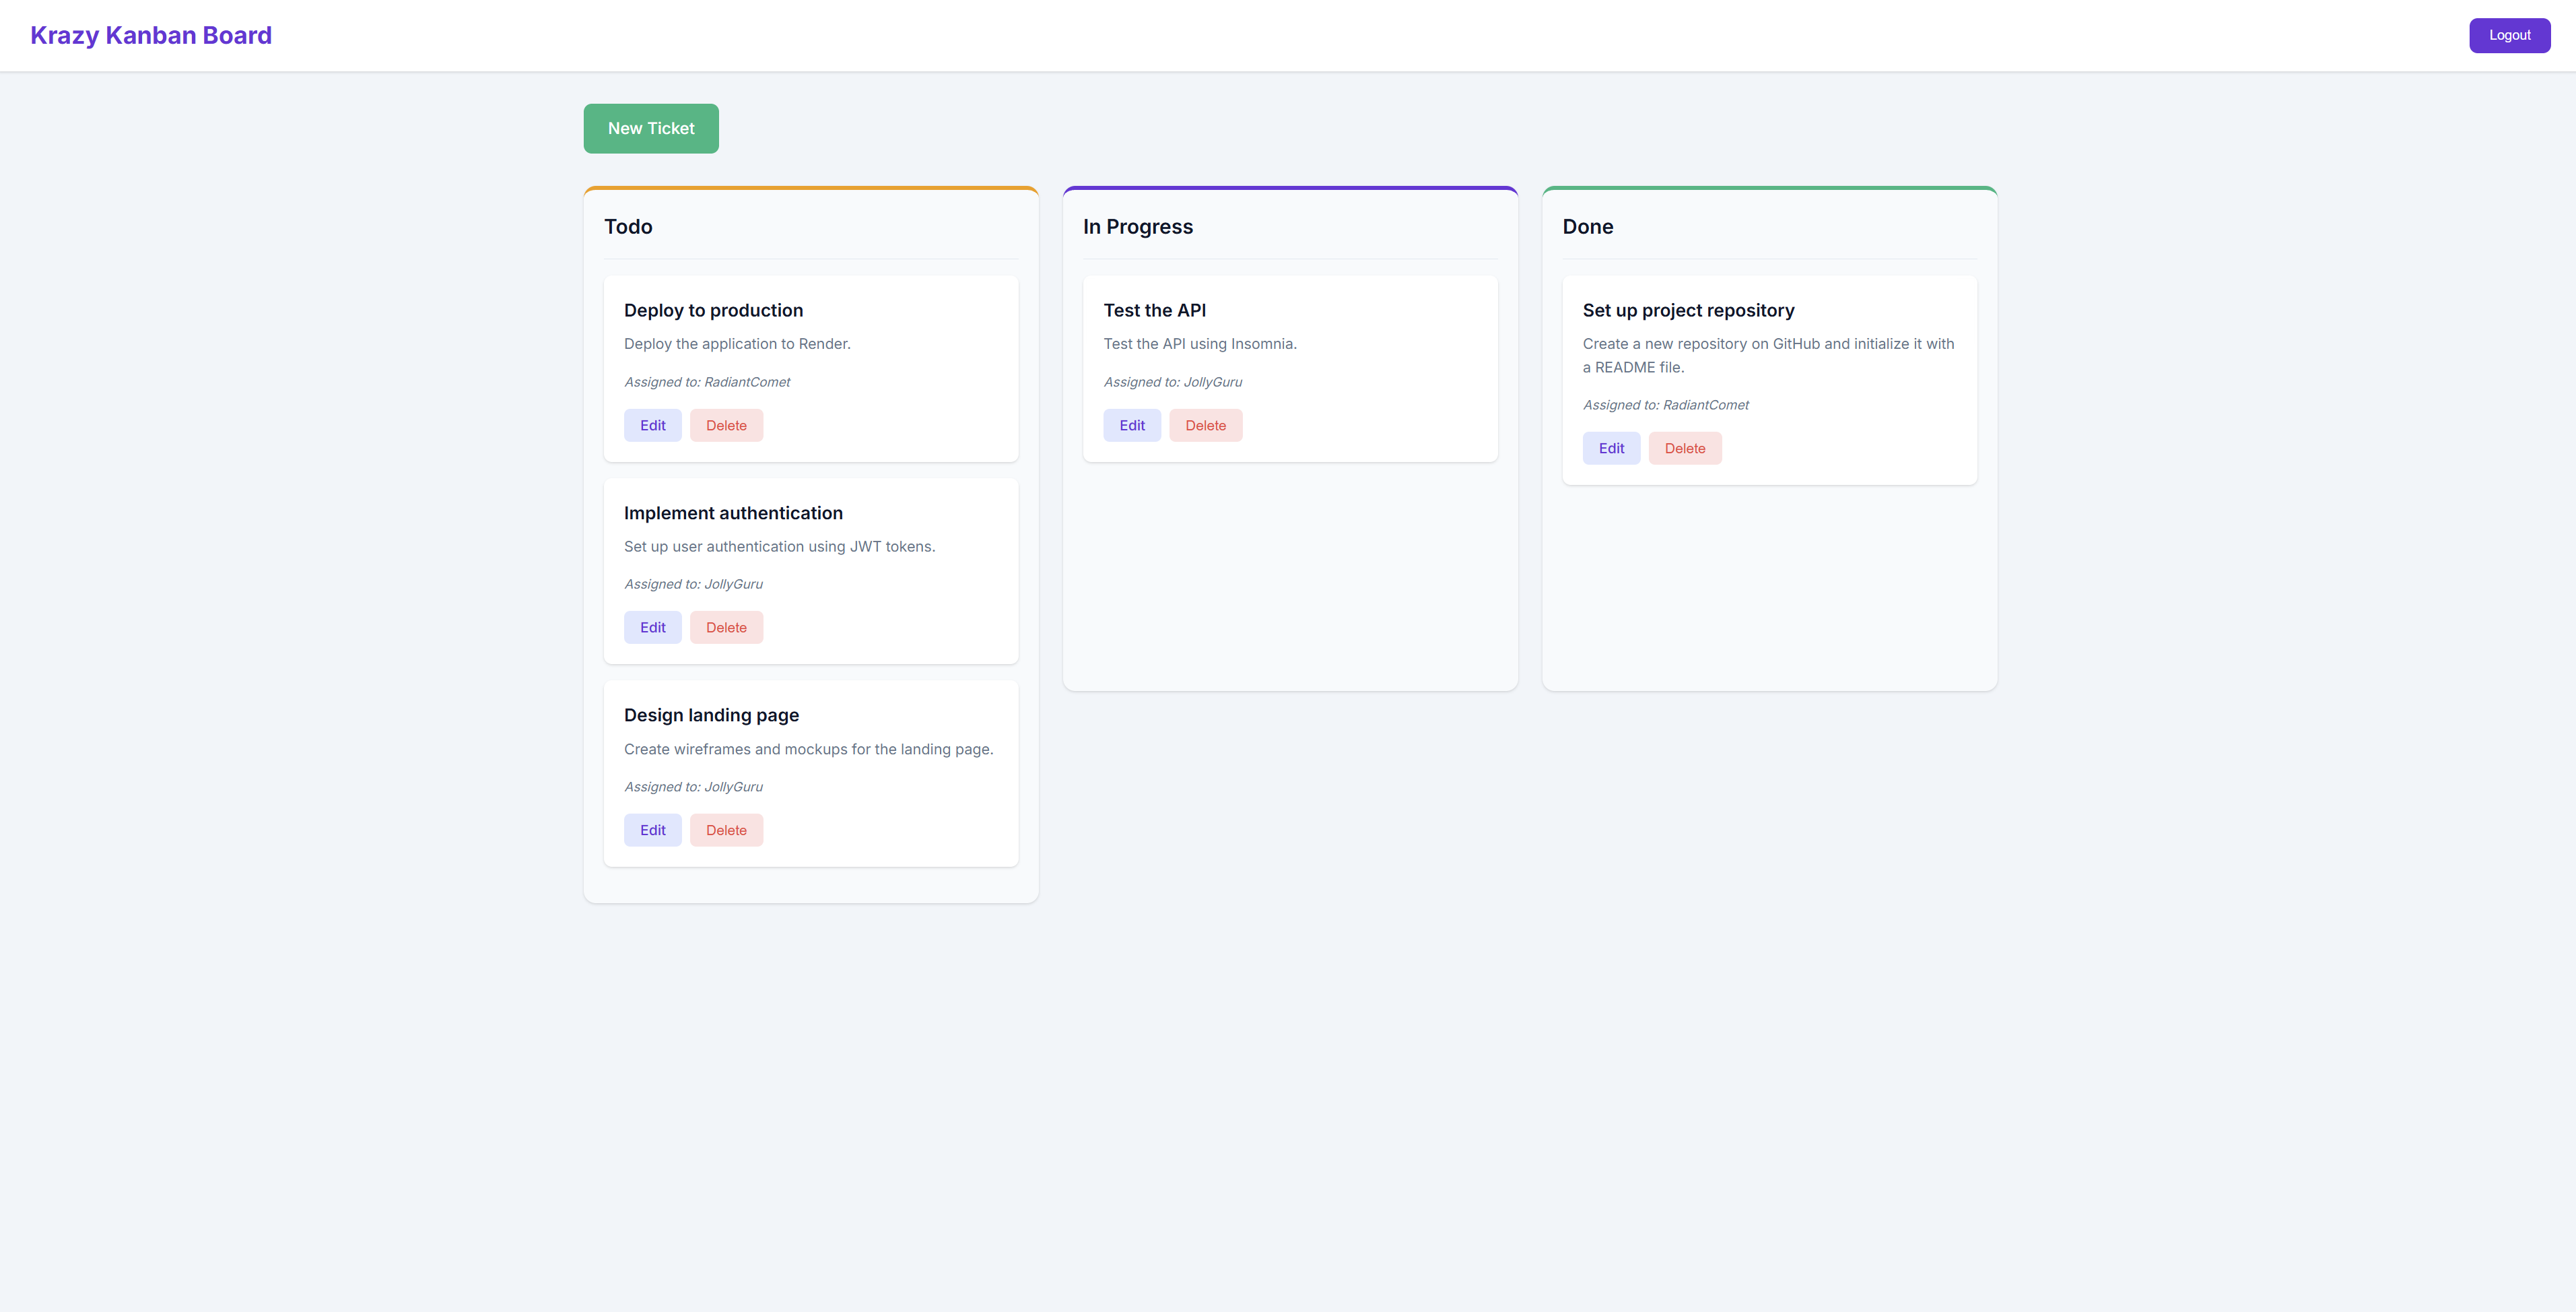 Krazy Kanban Board
Logout
New Ticket
Todo
Deploy to production
Deploy the application to Render.
Assigned to: RadiantComet
Edit
Delete
Implement authentication
Set up user authentication using JWT tokens.
Assigned to: JollyGuru
Edit
Delete
Design landing page
Create wireframes and mockups for the landing page.
Assigned to: JollyGuru
Edit
Delete
In Progress
Test the API
Test the API using Insomnia.
Assigned to: JollyGuru
Edit
Delete
Done
Set up project repository
Create a new repository on GitHub and initialize it with
a README file.
Assigned to: RadiantComet
Edit
Delete